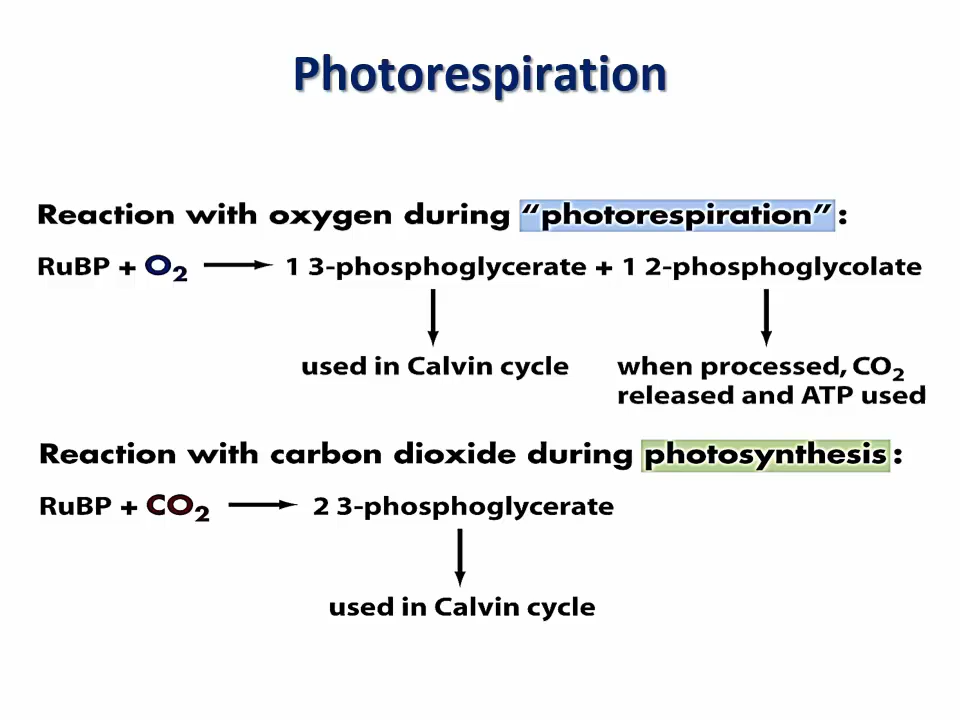 Photorespiration
Reaction with oxygen during “photorespiration”:
RuBP + O₂ → 1 3-phosphoglycerate + 1 2-phosphoglycolate
used in Calvin cycle
when processed, CO₂
released and ATP used
Reaction with carbon dioxide during photosynthesis:
RuBP + CO₂ → 2 3-phosphoglycerate
used in Calvin cycle